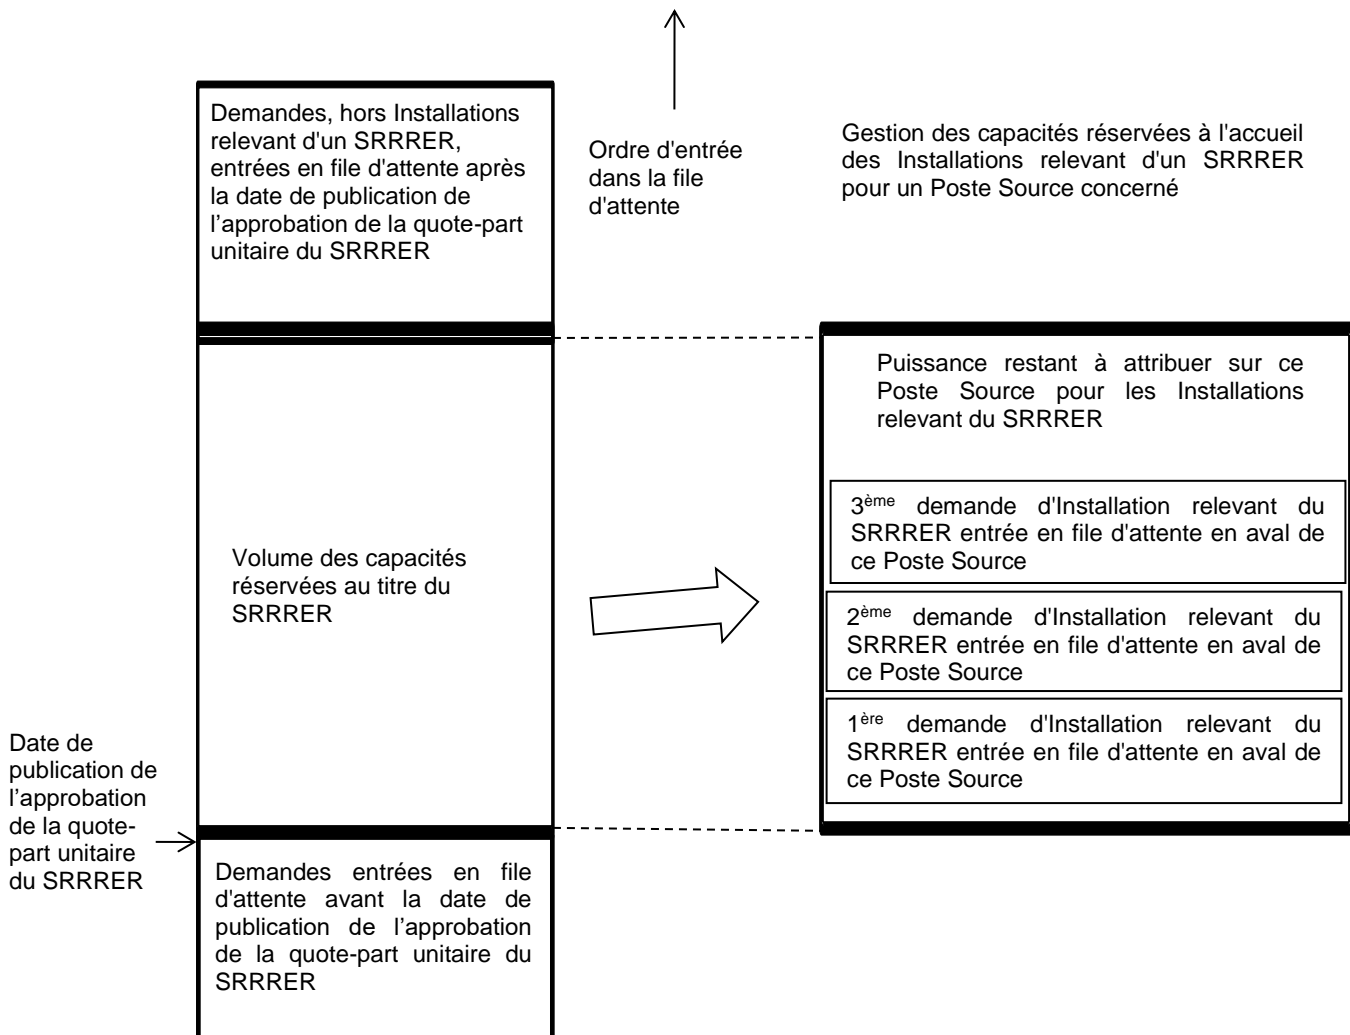 Demandes, hors Installations
relevant d'un SRRRER,
entrées en file d'attente après
la date de publication de
l’approbation de la quote-part
unitaire du SRRRER
Ordre d'entrée
dans la file
d'attente
Gestion des capacités réservées à l'accueil
des Installations relevant d'un SRRRER
pour un Poste Source concerné
Volume des capacités
réservées au titre du
SRRRER
Puissance restant à attribuer sur ce
Poste Source pour les Installations
relevant du SRRRER
3ème demande d'Installation relevant du
SRRRER entrée en file d'attente en aval de
ce Poste Source
2ème demande d'Installation relevant du
SRRRER entrée en file d'attente en aval de
ce Poste Source
1ère demande d'Installation relevant du
SRRRER entrée en file d'attente en aval de
ce Poste Source
Date de
publication de
l’approbation
de la quote-
part unitaire
du SRRRER
Demandes entrées en file
d'attente avant la date de
publication de l’approbation
de la quote-part unitaire du
SRRRER